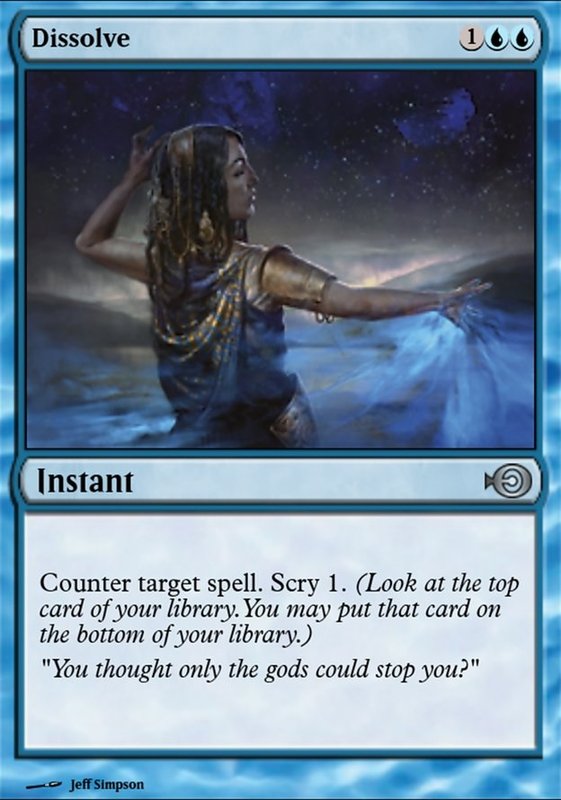 Dissolve
1
Instant
Counter target spell. Scry 1. (Look at the top
card of your library.You may put that card on
the bottom of your library.)
"You thought only the gods could stop you?"
Jeff Simpson